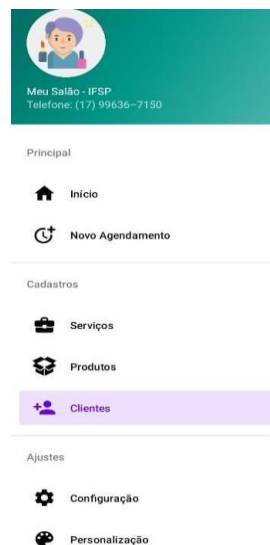 Meu Salão - IFSP
Telefone: (17) 99636-7150
Principal
Início
Novo Agendamento
Cadastros
Serviços
Produtos
Clientes
Ajustes
Configuração
Personalização